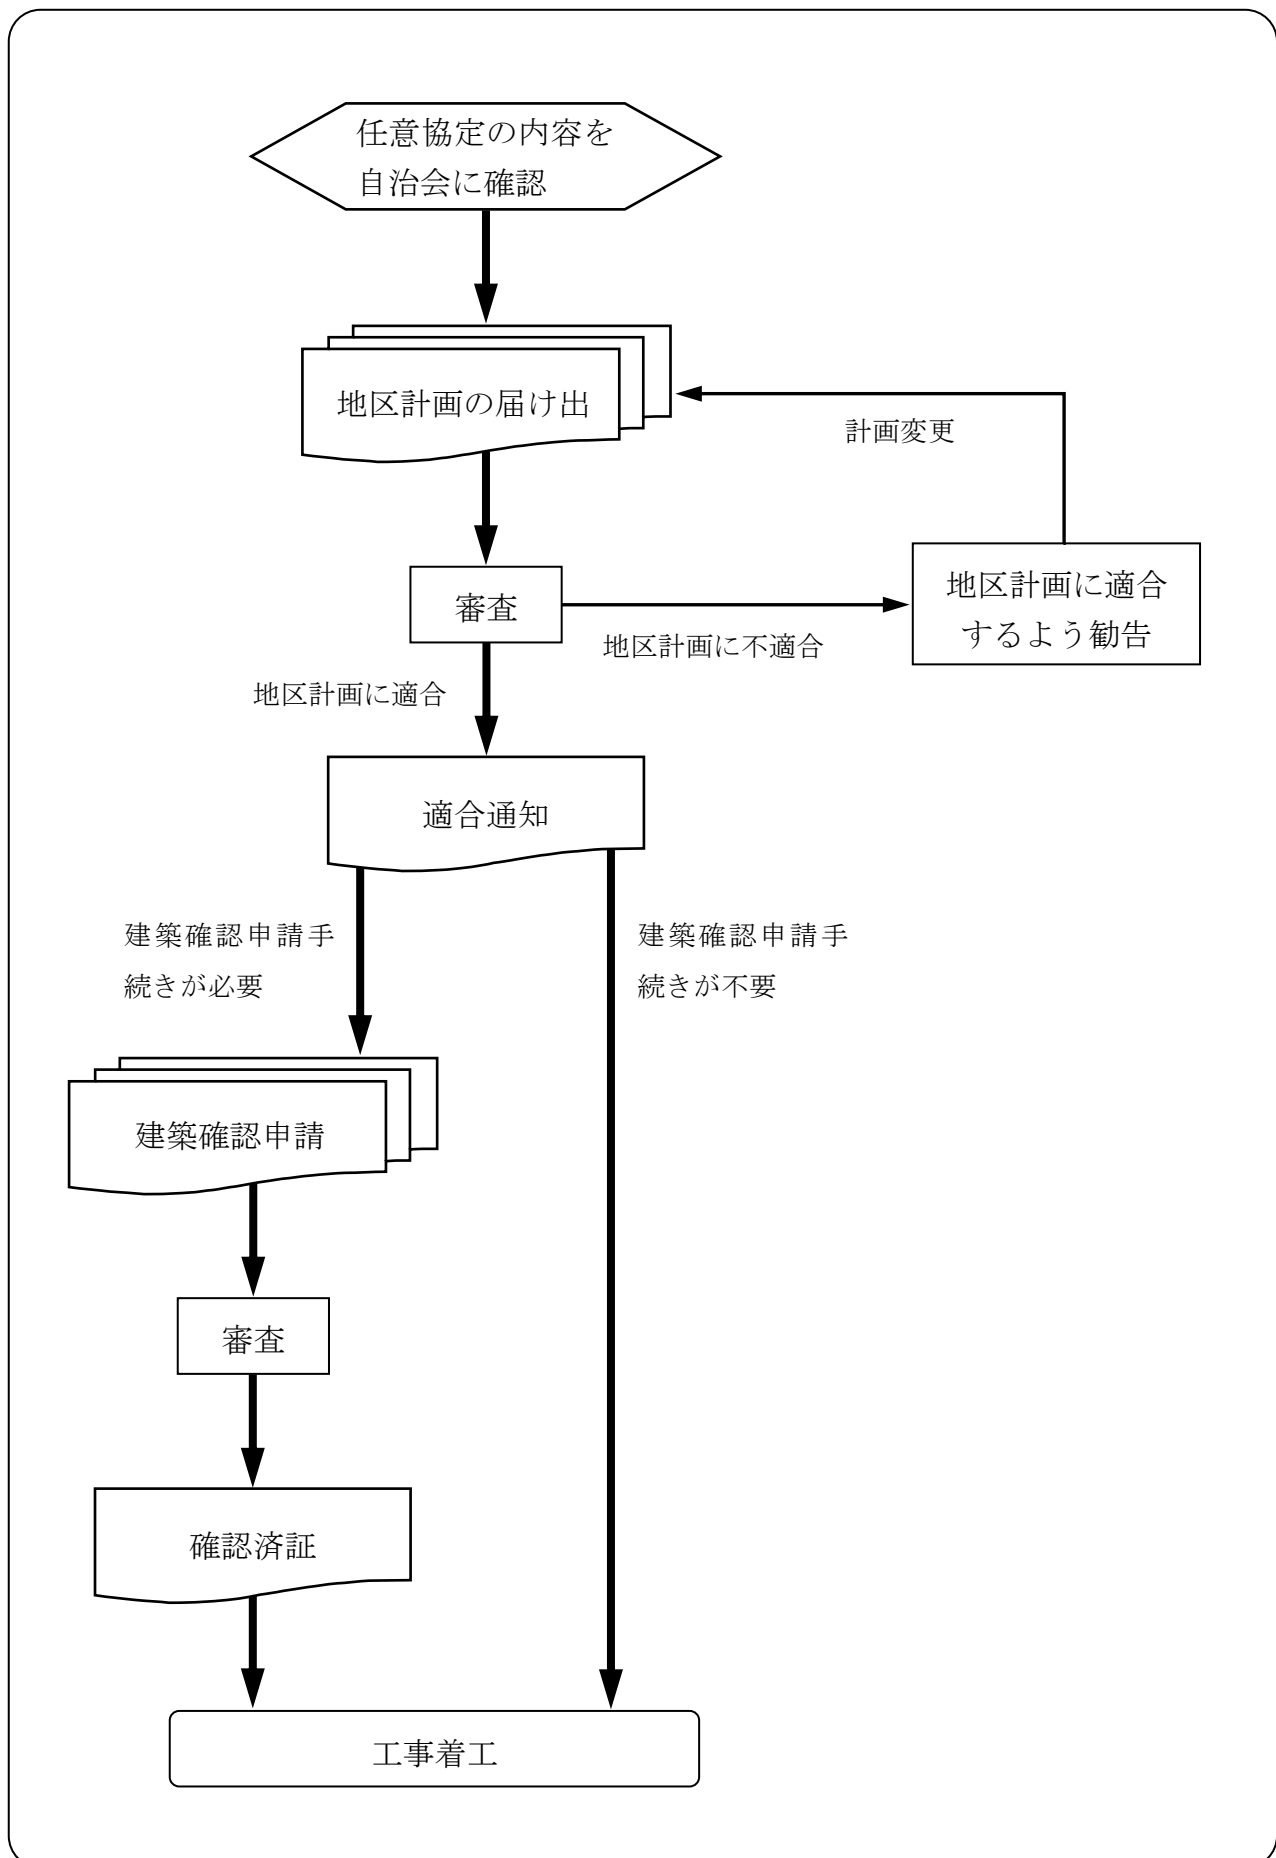 任意協定の内容を
自治会に確認
地区計画の届け出
計画変更
地区計画に適合
するよう勧告
審査
地区計画に不適合
地区計画に適合
適合通知
建築確認申請手
続きが必要
建築確認申請手
続きが不要
建築確認申請
審査
確認済証
工事着工